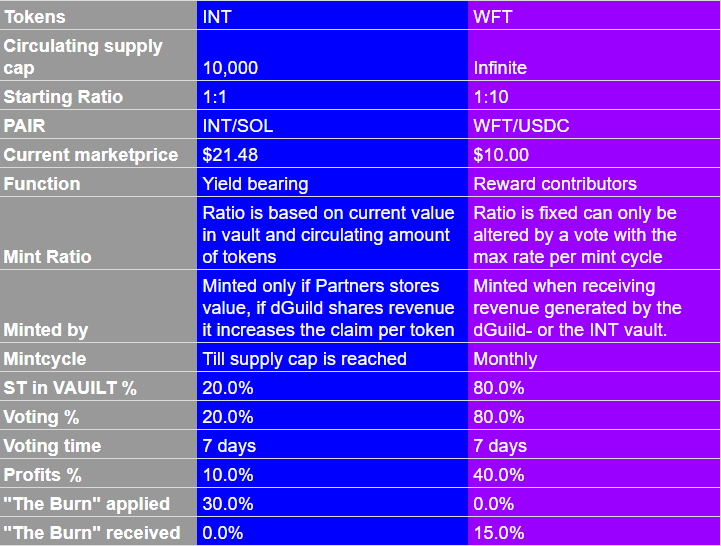 Tokens INT WFT
Circulating supply
cap 10,000 Infinite
Starting Ratio 1:1 1:10
PAIR INT/SOL WFT/USDC
Current marketprice $21.48 $10.00
Function Yield bearing Reward contributors
Mint Ratio
Ratio is based on current value
in vault and circulating amount
of tokens
Ratio is fixed can only be
altered by a vote with the
max rate per mint cycle
Minted by
Minted only if Partners stores
value, if dGuild shares revenue
it increases the claim per token
Minted when receiving
revenue generated by the
dGuild- or the INT vault.
Mintcycle Till supply cap is reached Monthly
ST in VAUILT % 20.0% 80.0%
Voting % 20.0% 80.0%
Voting time 7 days 7 days
Profits % 10.0% 40.0%
"The Burn" applied 30.0% 0.0%
"The Burn" received 0.0% 15.0%